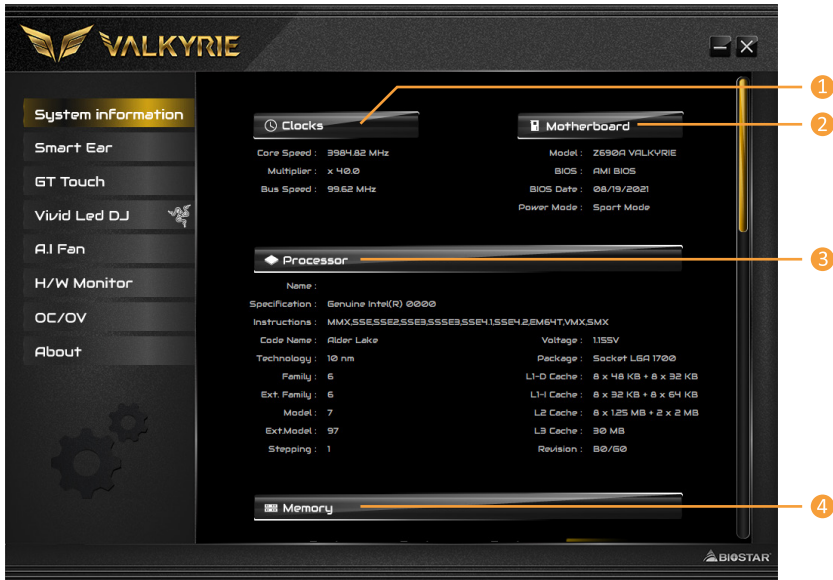 VALKYRIE
1
System information
Clocks
Motherboard
2
Smart Ear
Core Speed : 3984.82 MHz
Model : Z690A VALKYRIE
GT Touch
Multiplier : x 40.0
BIOS : AMI BIOS
Bus Speed : 99.62 MHz
BIOS Date : 08/19/2021
Vivid Led DJ
Power Mode : Sport Mode
A.I Fan
Processor
3
H/W Monitor
Name :
Specification : Genuine Intel(R) 0000
OC/OV
Instructions : MMX,SSE,SSE2,SSE3,SSSE3,SSE4.1,SSE4.2,EM64T,VMX,SMX
About
Code Name : Alder Lake
Voltage : 1.155V
Technology : 10 nm
Package : Socket LGA 1700
Family : 6
L1-D Cache : 8 x 48 KB + 8 x 32 KB
Ext. Family : 6
L1-I Cache : 8 x 32 KB + 8 x 64 KB
Model : 7
L2 Cache : 8 x 1.25 MB + 2 x 2 MB
Ext.Model : 97
L3 Cache : 30 MB
Stepping : 1
Revision : B0/G0
Memory
4
BIOSTAR